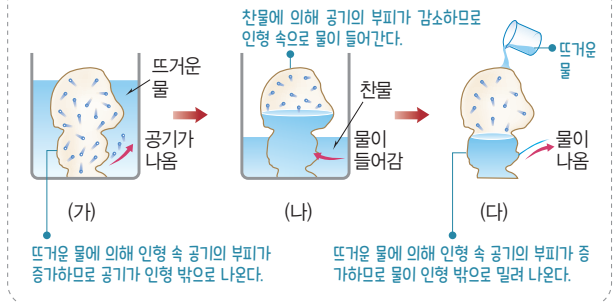 찬물에 의해 공기의 부피가 감소하므로
인형 속으로 물이 들어간다.
뜨거운
물
공기가
나옴
찬물
물이
들어감
뜨거운
물
물이
나옴
(가)
(나)
(다)
뜨거운 물에 의해 인형 속 공기의 부피가
증가하므로 공기가 인형 밖으로 나온다.
뜨거운 물에 의해 인형 속 공기의 부피가 증
가하므로 물이 인형 밖으로 밀려 나온다.